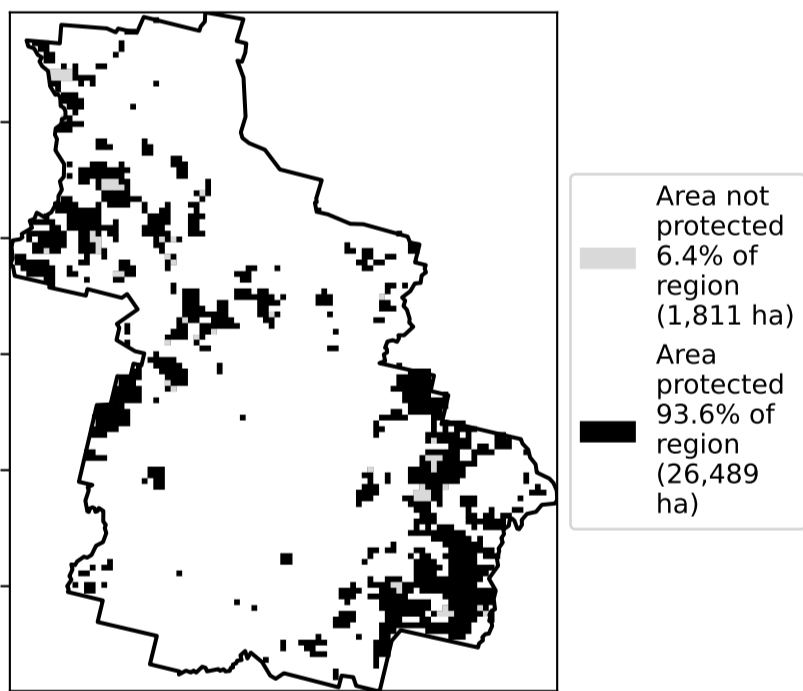 Area not
protected
6.4% of
region
(1,811 ha)
Area
protected
93.6% of
region
(26,489
ha)